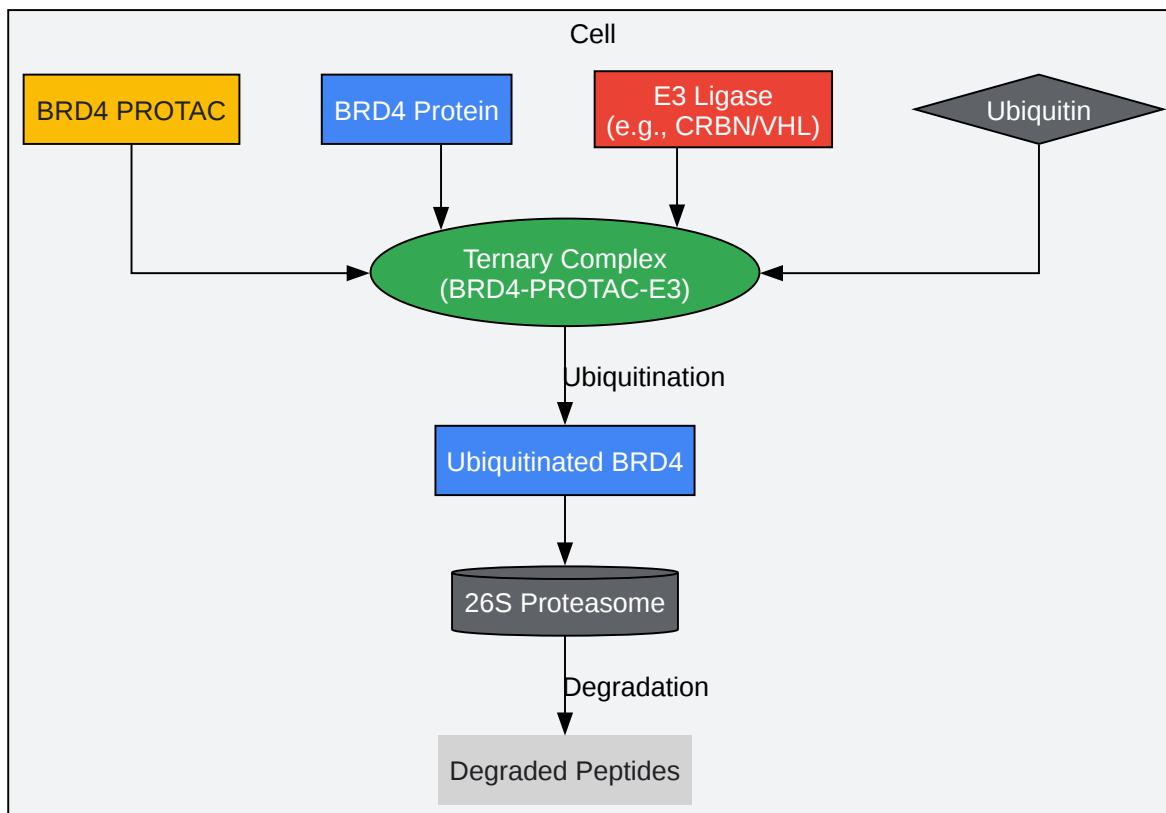 Cell
BRD4 PROTAC
BRD4 Protein
E3 Ligase
(e.g., CRBN/VHL)
Ubiquitin
Ternary Complex
(BRD4-PROTAC-E3)
Ubiquitination
Ubiquitinated BRD4
26S Proteasome
Degradation
Degraded Peptides